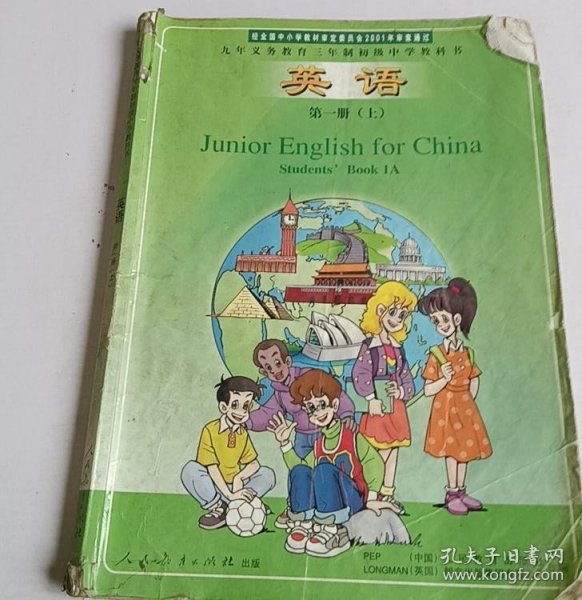 经全国中小学教材审定委员会2001年审查通过
九年义务教育三年制初级中学教科书
英语
第一册(上)
Junior English for China
Students' Book 1A
英语
人民教育出版社 出版
PEP (中国)
LONGMAN(英国)
孔夫子旧书网
www.kongfz.com